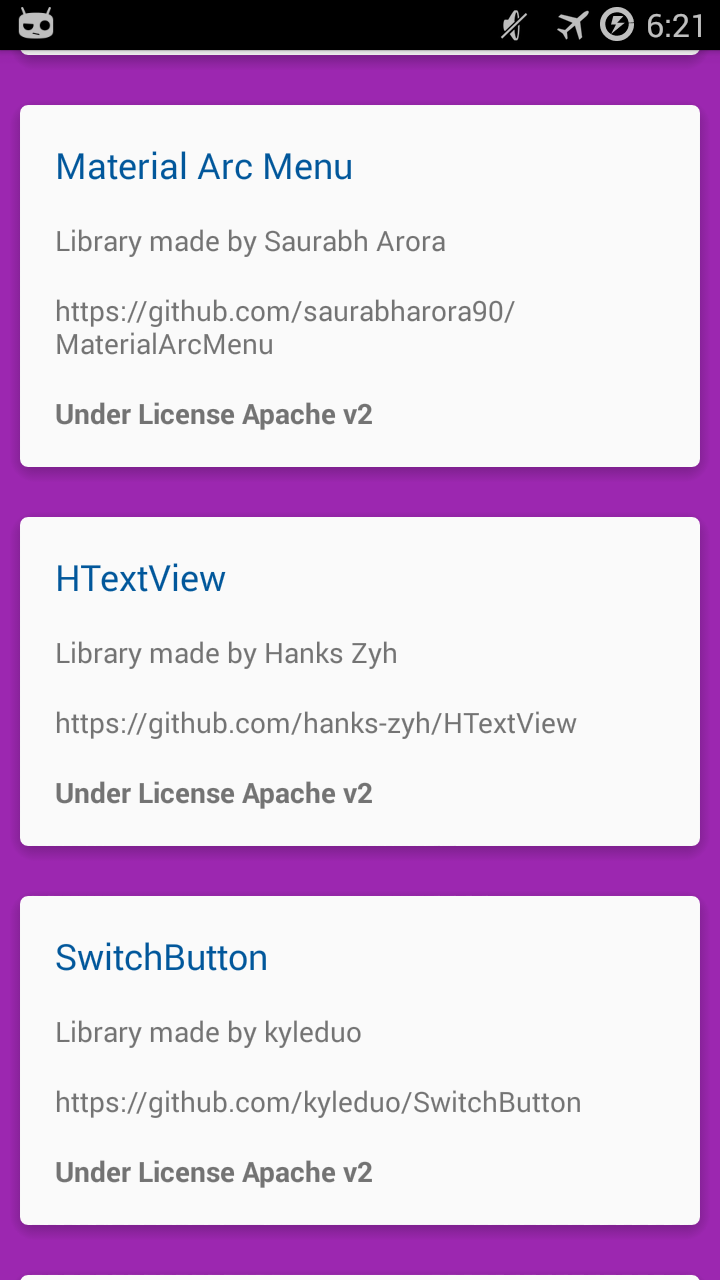 6:21
Material Arc Menu
Library made by Saurabh Arora
https://github.com/saurabharora90/
MaterialArcMenu
Under License Apache v2
HTextView
Library made by Hanks Zyh
https://github.com/hanks-zyh/HTextView
Under License Apache v2
SwitchButton
Library made by kyleduo
https://github.com/kyleduo/SwitchButton
Under License Apache v2